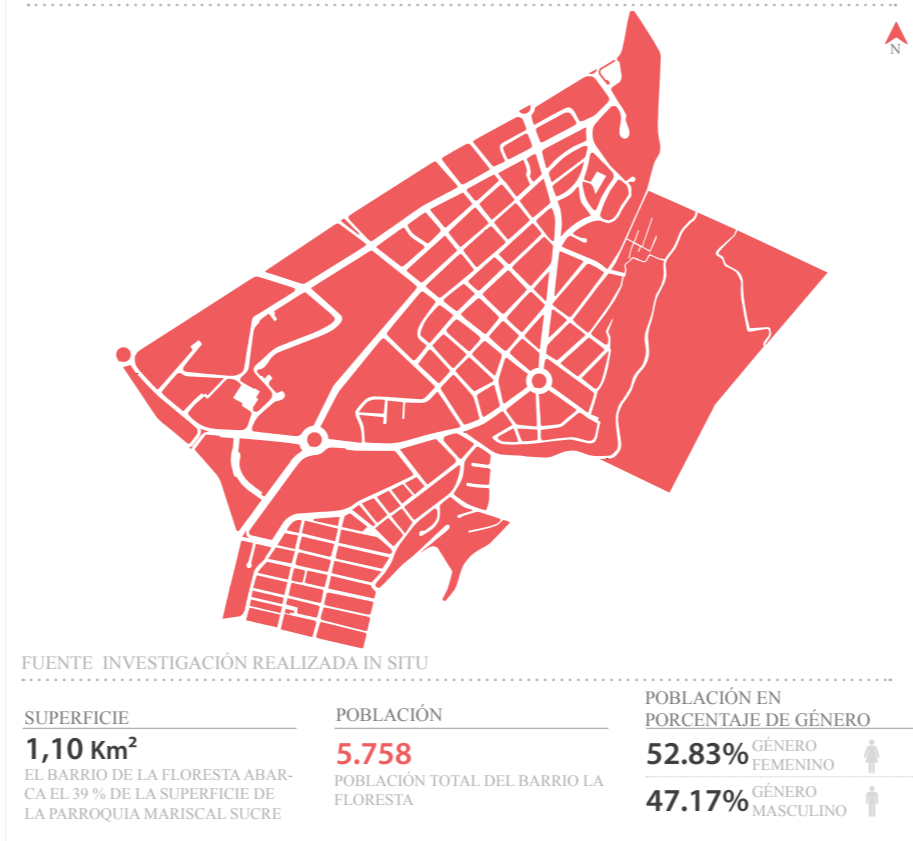 N
FUENTE INVESTIGACIÓN REALIZADA IN SITU
SUPERFICIE
1,10 Km²
EL BARRIO DE LA FLORESTA ABAR-
CA EL 39 % DE LA SUPERFICIE DE
LA PARROQUIA MARISCAL SUCRE
POBLACIÓN
5.758
POBLACIÓN TOTAL DEL BARRIO LA
FLORESTA
POBLACIÓN EN
PORCENTAJE DE GÉNERO
52.83% GÉNERO
FEMENINO
47.17% GÉNERO
MASCULINO